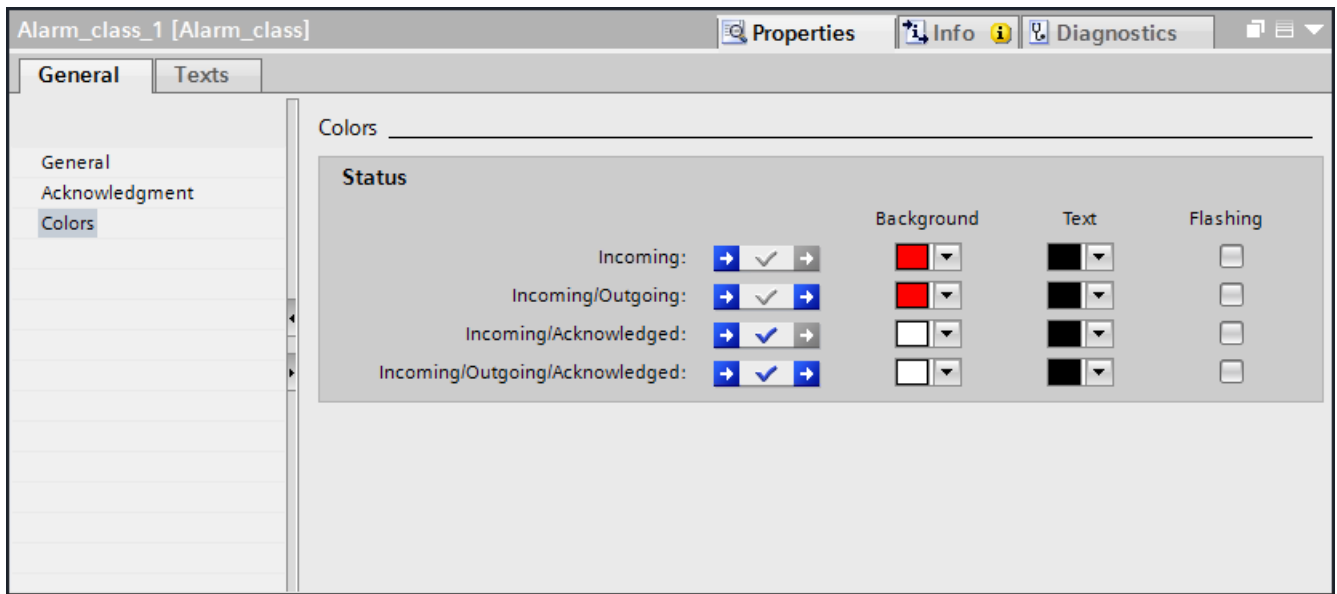 Alarm_class_1 [Alarm_class]
Properties
Info
Diagnostics
General
Texts
General
Acknowledgment
Colors
Colors
Status
Background Text Flashing
Incoming:
Incoming/Outgoing:
Incoming/Acknowledged:
Incoming/Outgoing/Acknowledged: